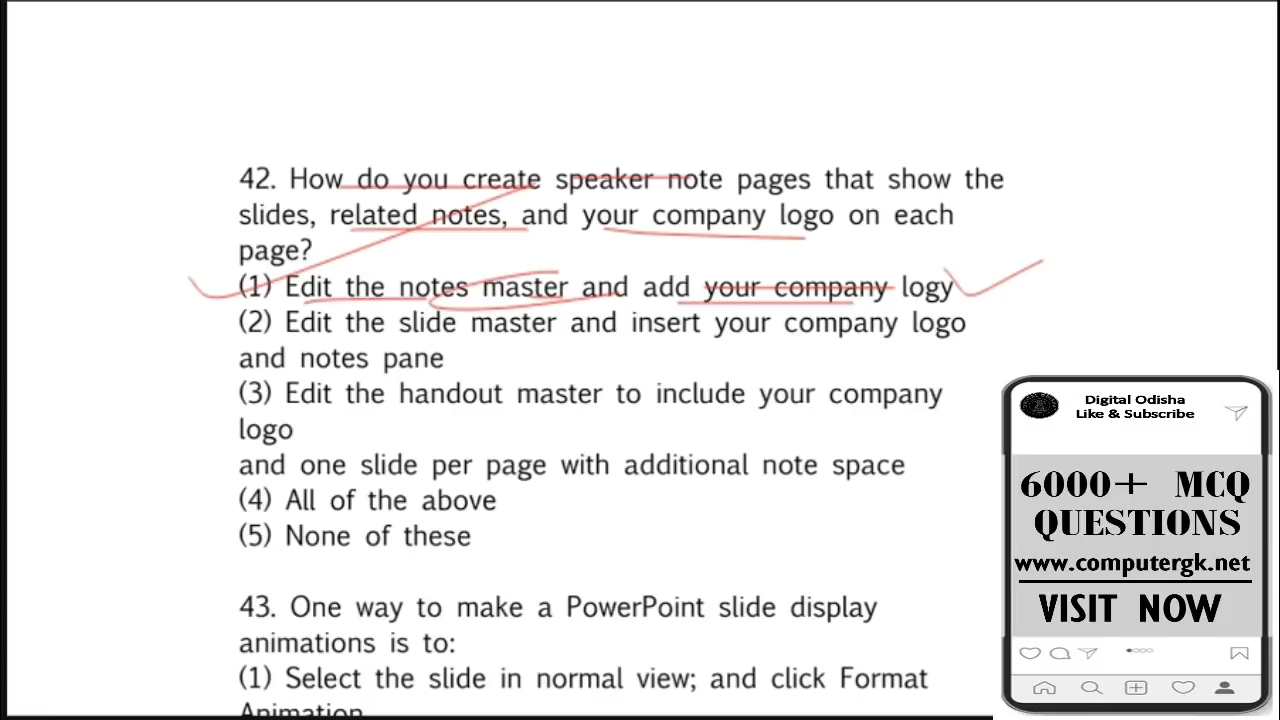 42. How do you create speaker note pages that show the
slides, related notes, and your company logo on each
page?
(1) Edit the notes master and add your company logy
(2) Edit the slide master and insert your company logo
and notes pane
(3) Edit the handout master to include your company
logo
and one slide per page with additional note space
(4) All of the above
(5) None of these
43. One way to make a PowerPoint slide display
animations is to:
(1) Select the slide in normal view; and click Format
Animation
Digital Odisha
Like & Subscribe
6000+ MCQ
QUESTIONS
www.computergk.net
VISIT NOW